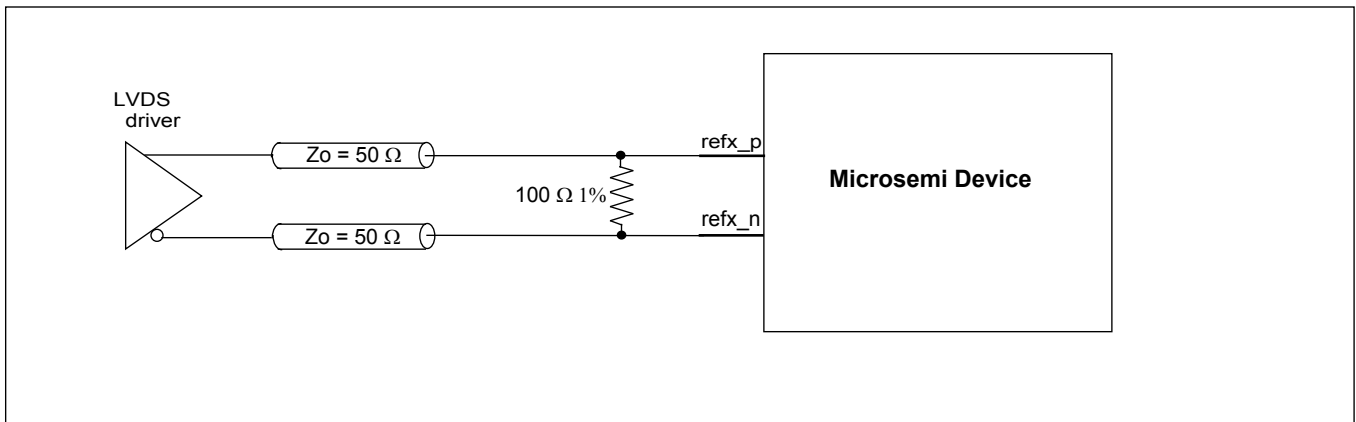 LVDS
driver
Zo = 50 Ω
refx_p
100 Ω 1%
Microsemi Device
refx_n
Zo = 50 Ω